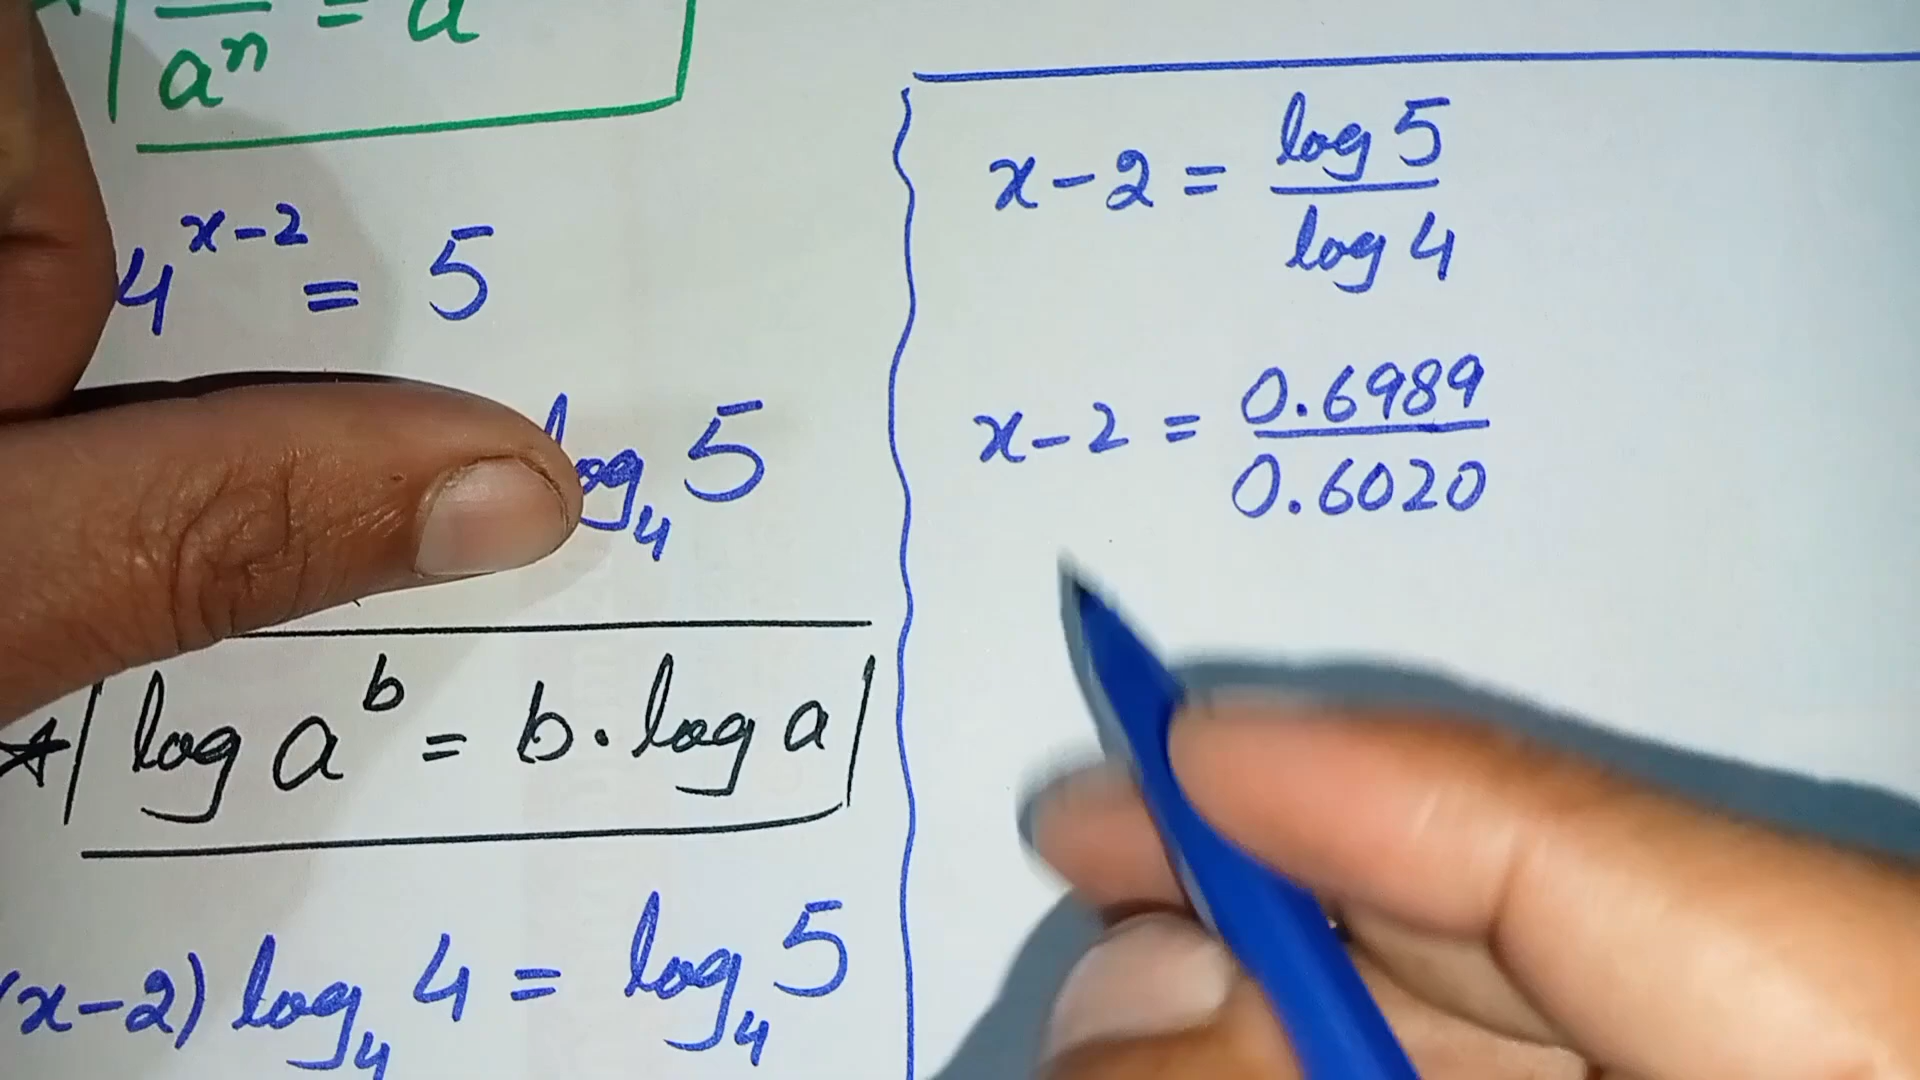 aⁿ = a
4^(x-2) = 5
log₄ 5
log a^b = b · log a
(x-2) log₄ 4 = log₄ 5
x-2 = log 5 / log 4
x-2 = 0.6989 / 0.6020